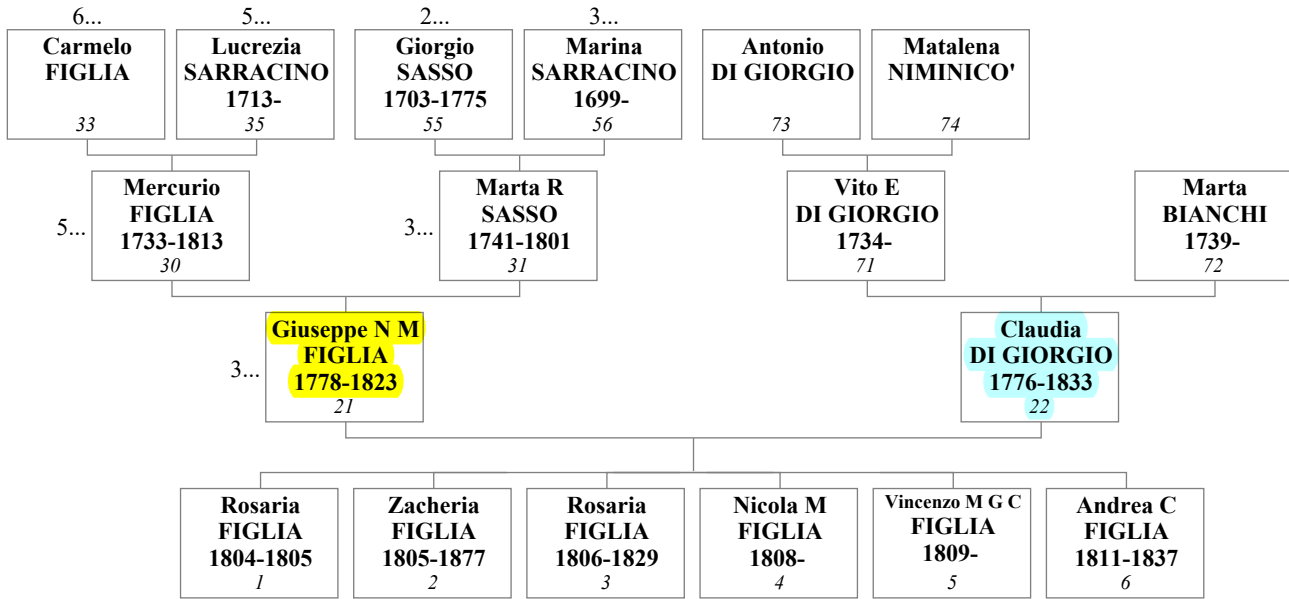 6...
5...
2...
3...
Carmelo
FIGLIA
33
Lucrezia
SARRACINO
1713-
35
Giorgio
SASSO
1703-1775
55
Marina
SARRACINO
1699-
56
Antonio
DI GIORGIO
73
Matalena
NIMINICO'
74
5...
Mercurio
FIGLIA
1733-1813
30
3...
Marta R
SASSO
1741-1801
31
Vito E
DI GIORGIO
1734-
71
Marta
BIANCHI
1739-
72
3...
Giuseppe N M
FIGLIA
1778-1823
21
Claudia
DI GIORGIO
1776-1833
22
Rosaria
FIGLIA
1804-1805
1
Zacheria
FIGLIA
1805-1877
2
Rosaria
FIGLIA
1806-1829
3
Nicola M
FIGLIA
1808-
4
Vincenzo M G C
FIGLIA
1809-
5
Andrea C
FIGLIA
1811-1837
6